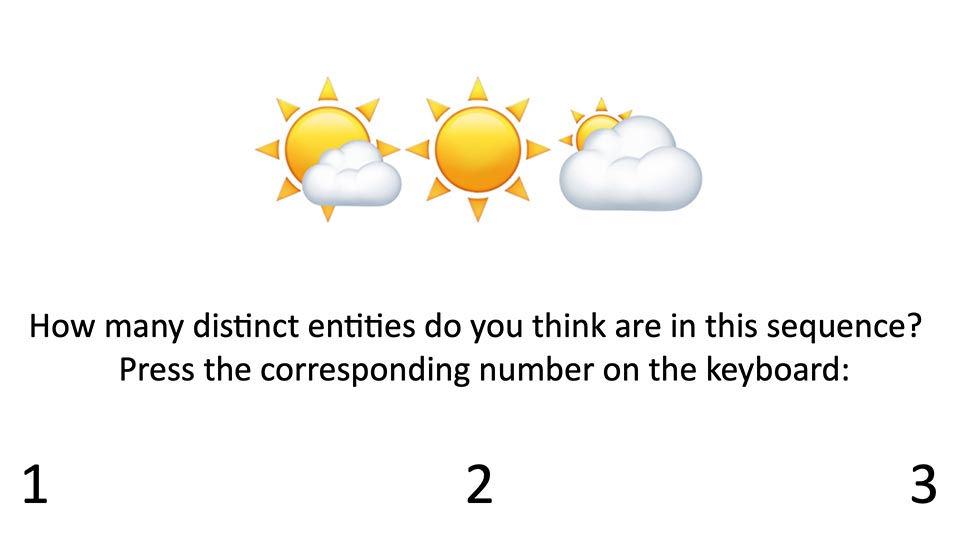 How many distinct entities do you think are in this sequence?
Press the corresponding number on the keyboard:
1 2 3